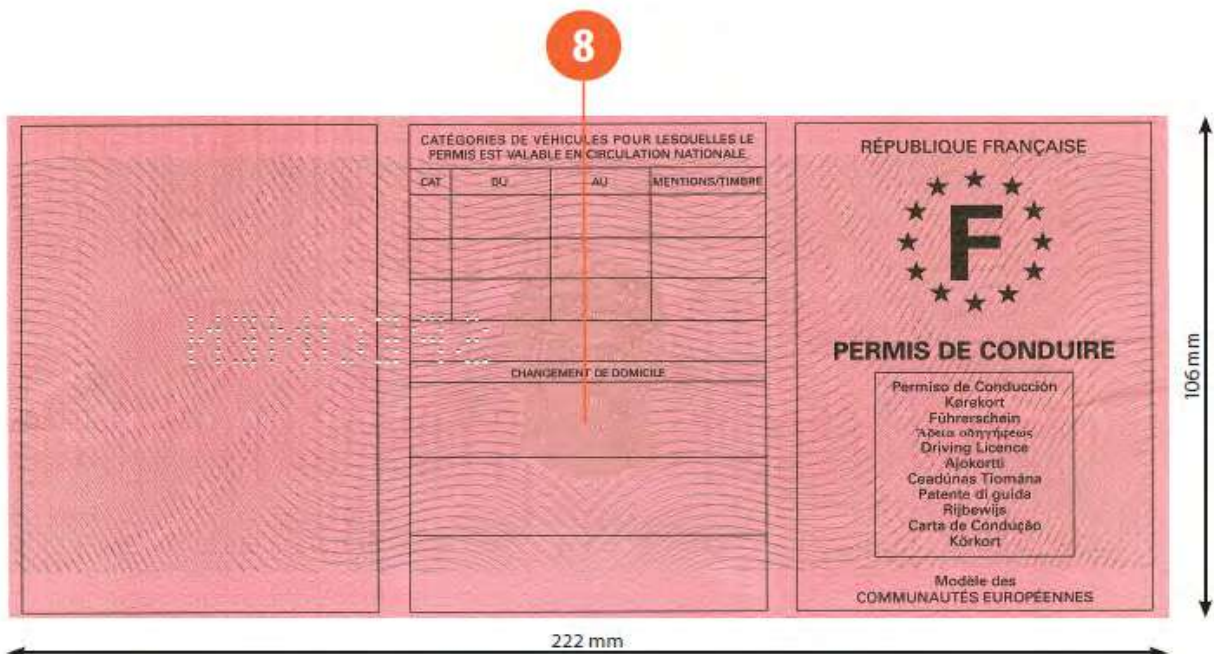 8
CATÉGORIES DE VÉHICULES POUR LESQUELLES LE
PERMIS EST VALABLE EN CIRCULATION NATIONALE
CAT DU AU MENTIONS/TIMBRE
SPECIMEN
CHANGEMENT DE DOMICILE
RÉPUBLIQUE FRANÇAISE
F
PERMIS DE CONDUIRE
Permiso de Conducción
Kørekort
Führerschein
Άδεια οδηγήσεως
Driving Licence
Ajokortti
Ceadúnas Tiomána
Patente di guida
Rijbewijs
Carta de Condução
Körkort
Modèle des
COMMUNAUTÉS EUROPÉENNES
106mm
222 mm